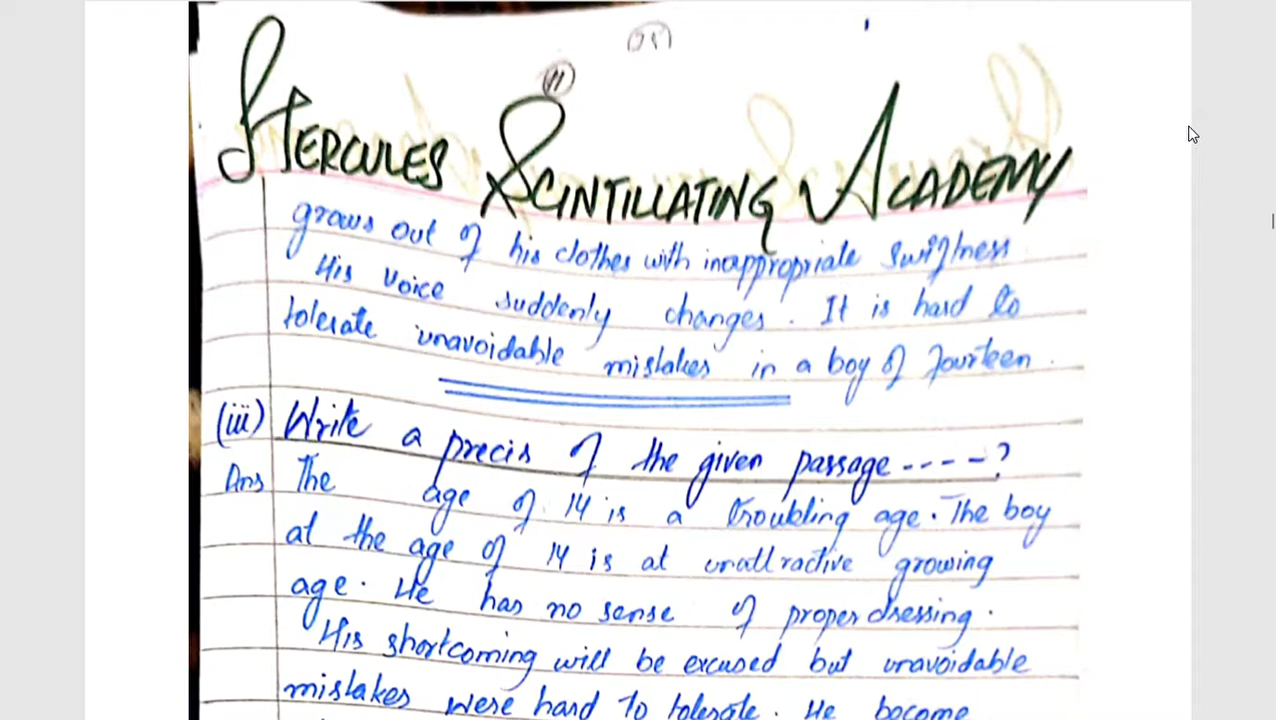 HERCULES SCINTILLATING ACADEMY
grows out of his clothes with inappropriate swiftness
His voice suddenly changes. It is hard to
tolerate unavoidable mistakes in a boy of fourteen.
(iii) Write a precis of the given passage ----?
Ans The age of 14 is a troubling age. The boy
at the age of 14 is at unattractive growing
age. He has no sense of proper dressing.
His shortcoming will be excused but unavoidable
mistakes were hard to tolerate. He become